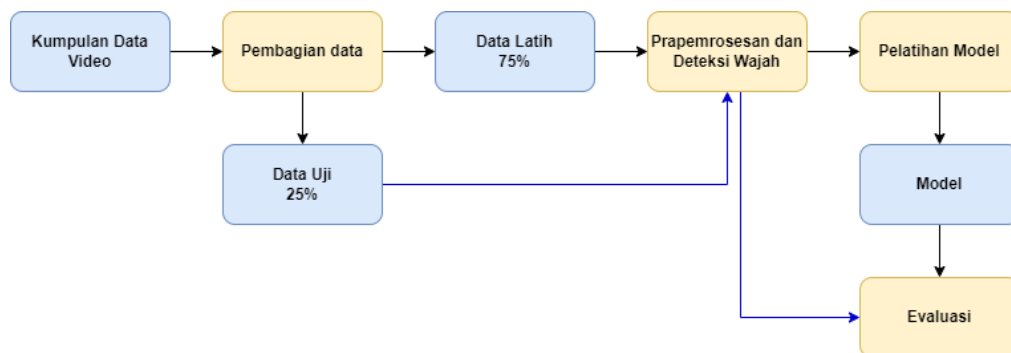 Kumpulan Data
Video
Pembagian data
Data Latih
75%
Prapemrosesan dan
Deteksi Wajah
Pelatihan Model
Data Uji
25%
Model
Evaluasi